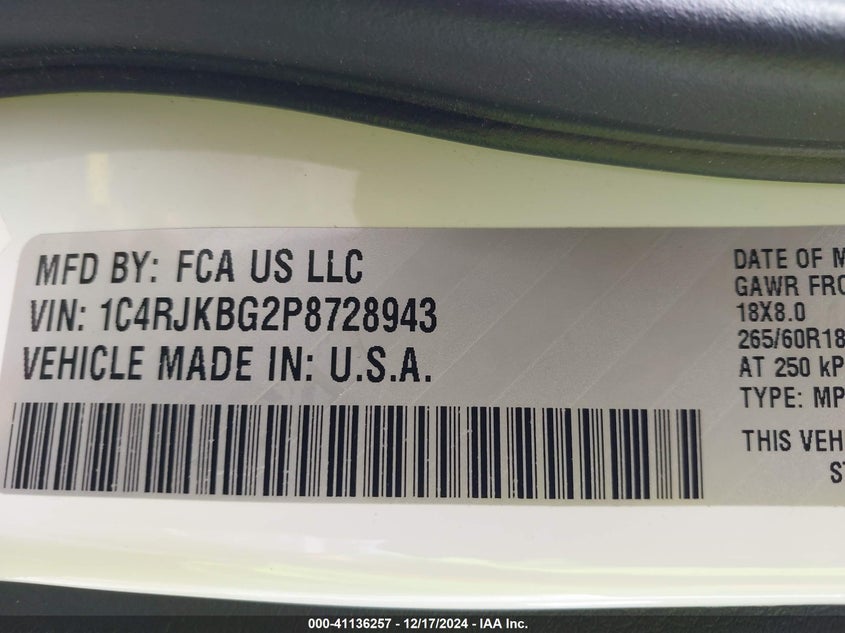 MFD BY: FCA US LLC
VIN: 1C4RJKBG2P8728943
VEHICLE MADE IN: U.S.A.
DATE OF M
GAWR FRO
18X8.0
265/60R18
AT 250 kP
TYPE: MP
THIS VEH
ST
000-41136257 - 12/17/2024 - IAA Inc.